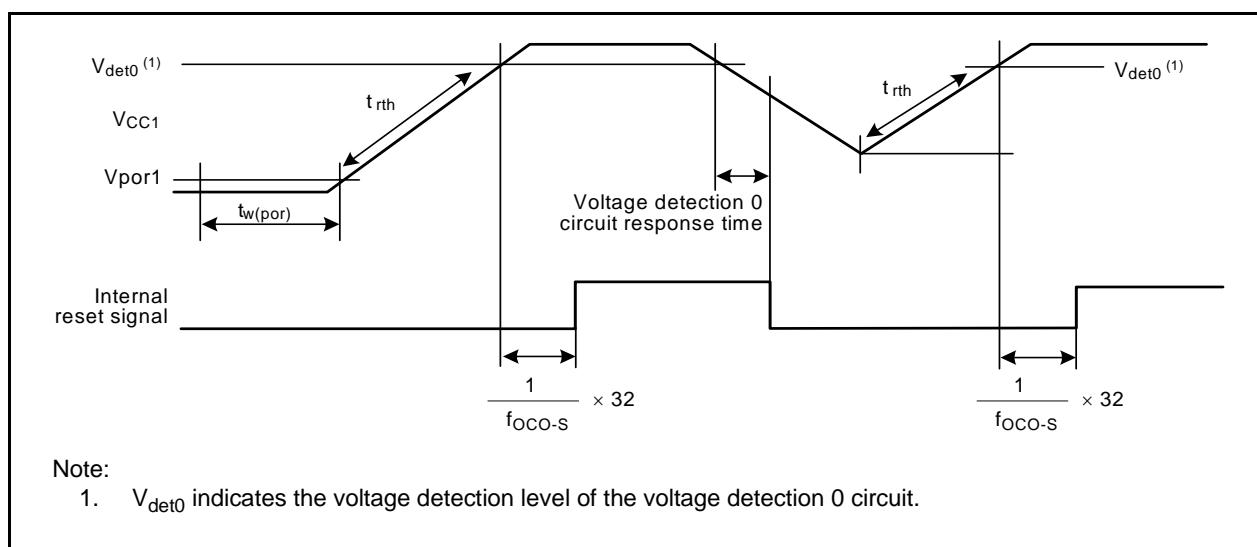 Vdet0 (1)
t rth
VCC1
Vpor1
tw(por)
Voltage detection 0
circuit response time
t rth
Vdet0 (1)
Internal
reset signal
1
fOCO-S
× 32
1
fOCO-S
× 32
Note:
1. Vdet0 indicates the voltage detection level of the voltage detection 0 circuit.